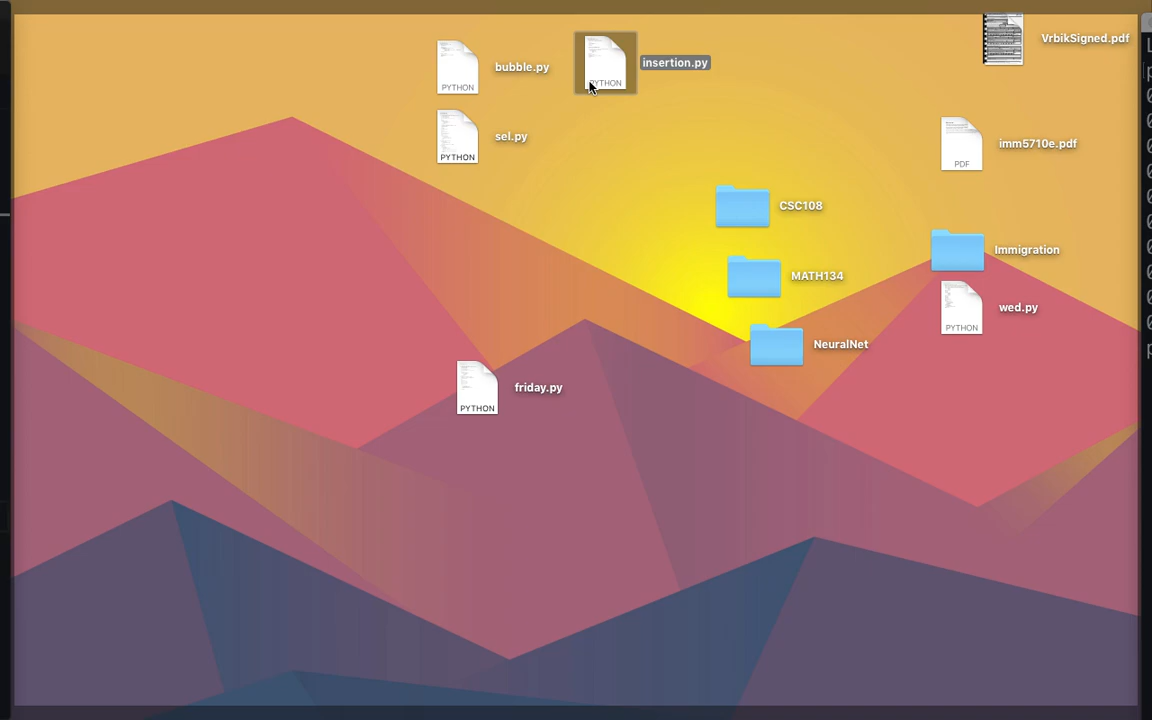 VrbikSigned.pdf
PYTHON
bubble.py
PYTHON
insertion.py
PYTHON
sel.py
PDF
imm5710e.pdf
CSC108
Immigration
MATH134
PYTHON
wed.py
NeuralNet
PYTHON
friday.py